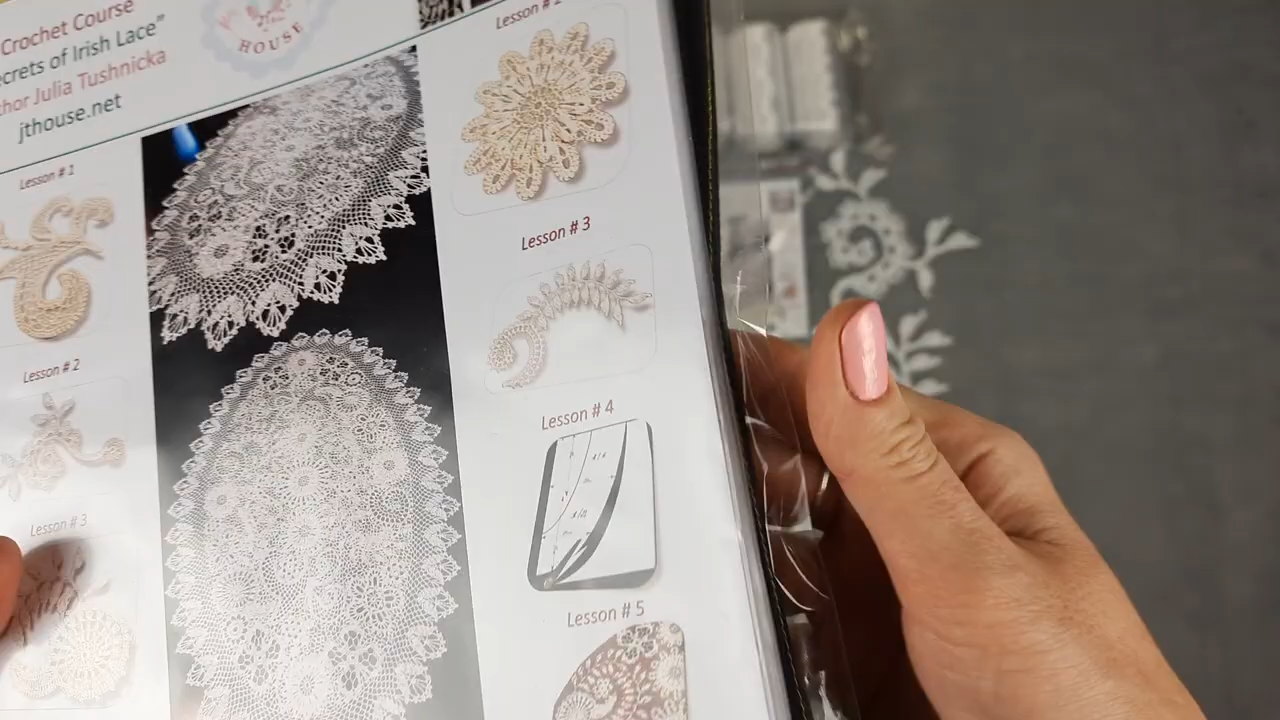 Crochet Course
ecrets of Irish Lace"
hor Julia Tushnicka
jthouse.net
HOUSE
Lesson # 1
Lesson # 2
Lesson # 3
Lesson #
Lesson # 3
Lesson # 4
Lesson # 5